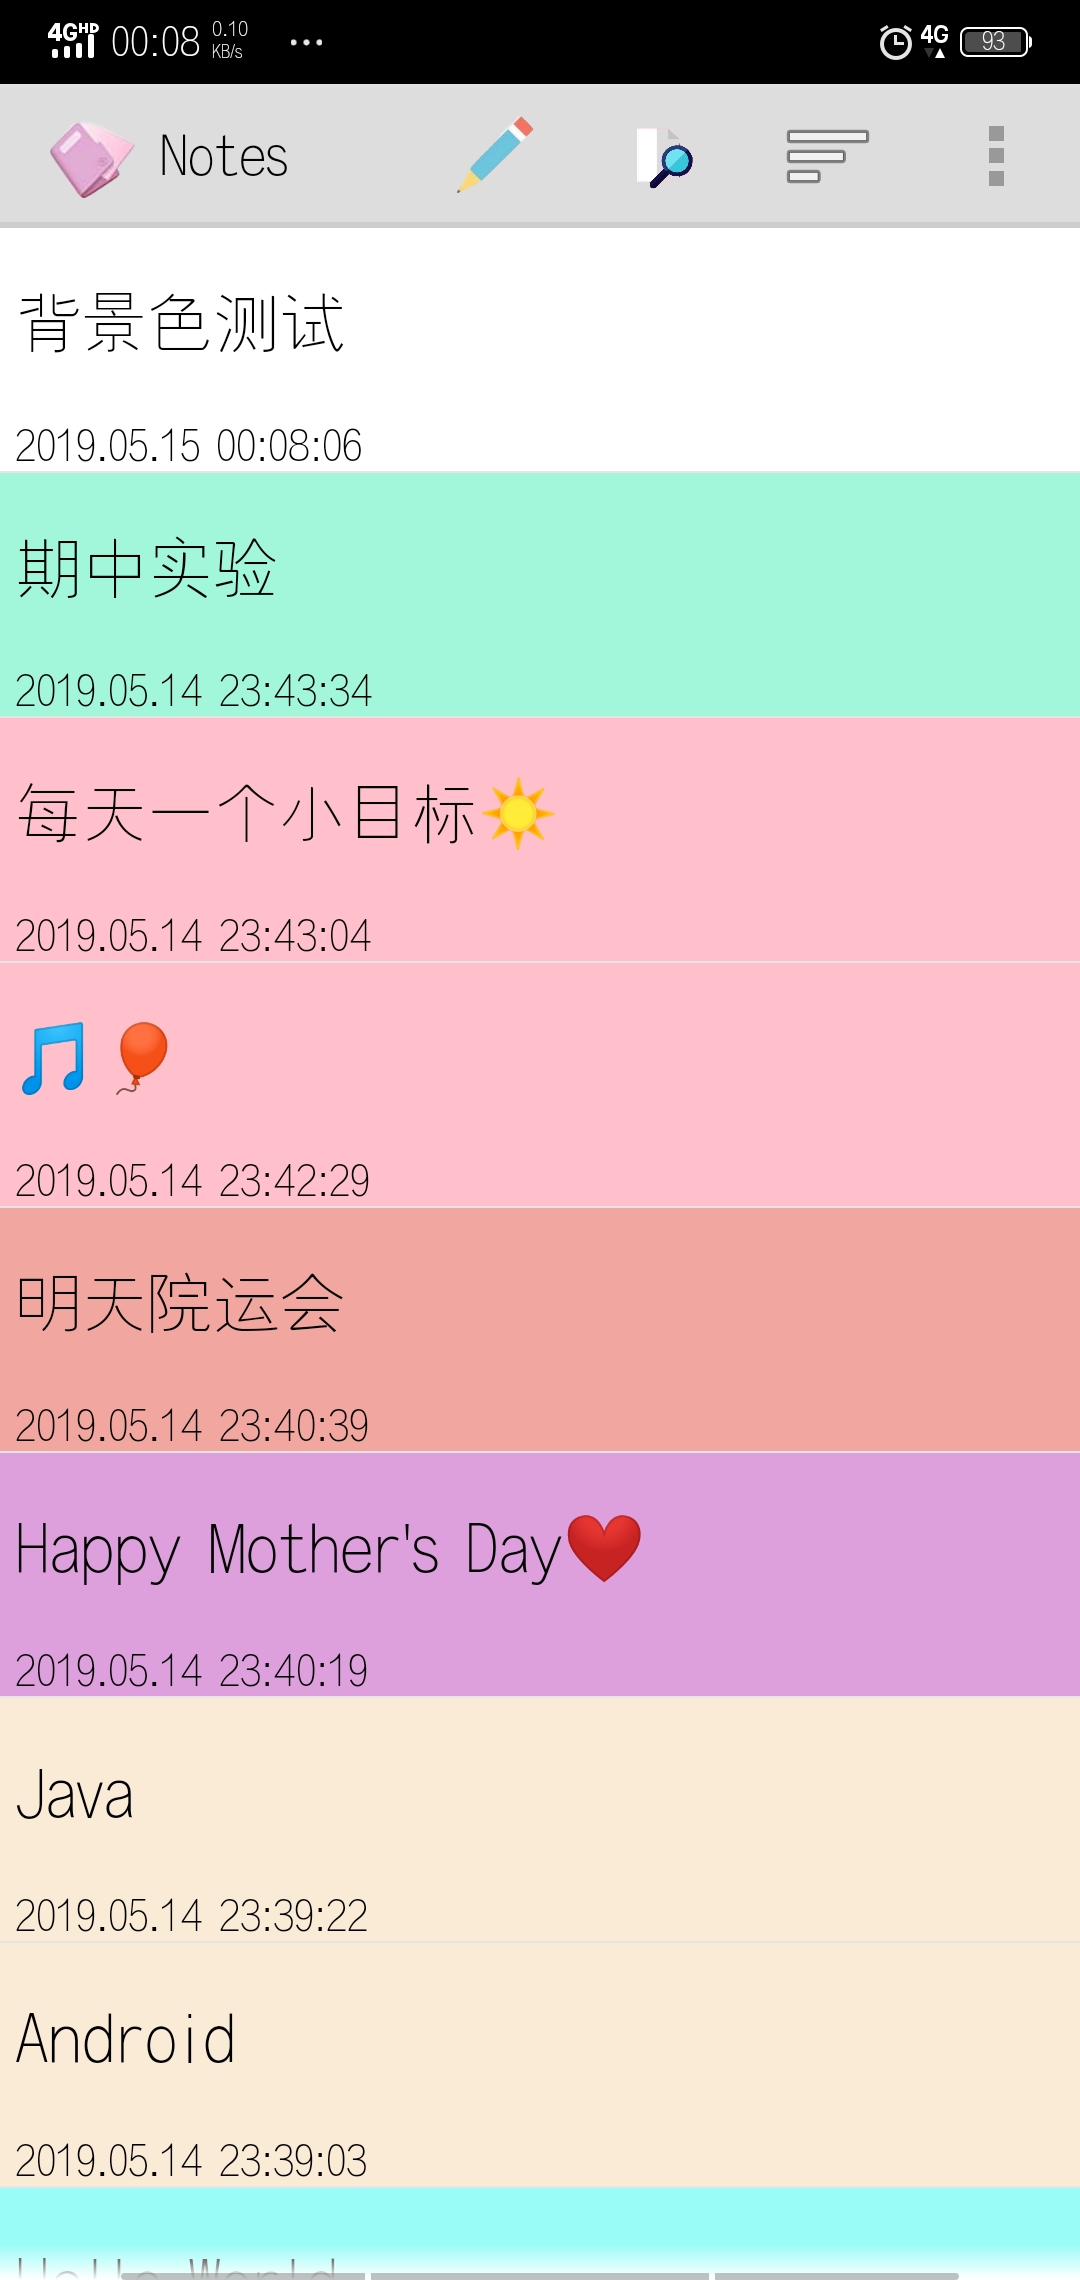 4G HD 00:08 0.10 KB/s ... 4G 93
Notes
背景色测试
2019.05.15 00:08:06
期中实验
2019.05.14 23:43:34
每天一个小目标☀️
2019.05.14 23:43:04
🎵🎈
2019.05.14 23:42:29
明天院运会
2019.05.14 23:40:39
Happy Mother's Day❤️
2019.05.14 23:40:19
Java
2019.05.14 23:39:22
Android
2019.05.14 23:39:03
Hello World